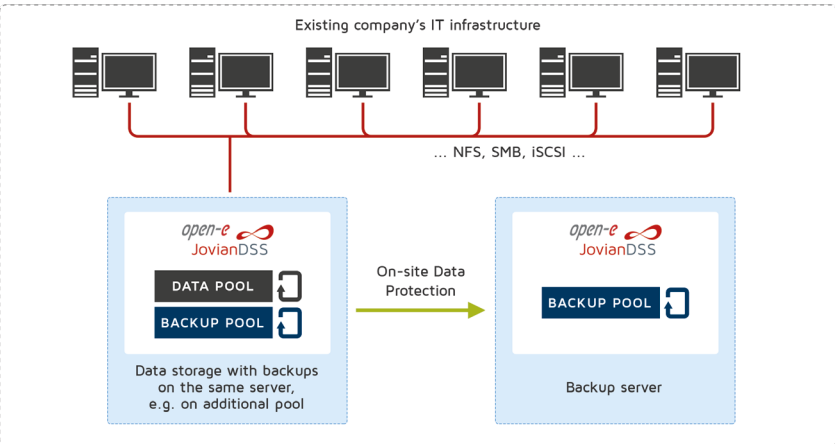 Existing company's IT infrastructure
... NFS, SMB, iSCSI ...
open-e
JovianDSS
DATA POOL
BACKUP POOL
Data storage with backups
on the same server,
e.g. on additional pool
On-site Data
Protection
open-e
JovianDSS
BACKUP POOL
Backup server